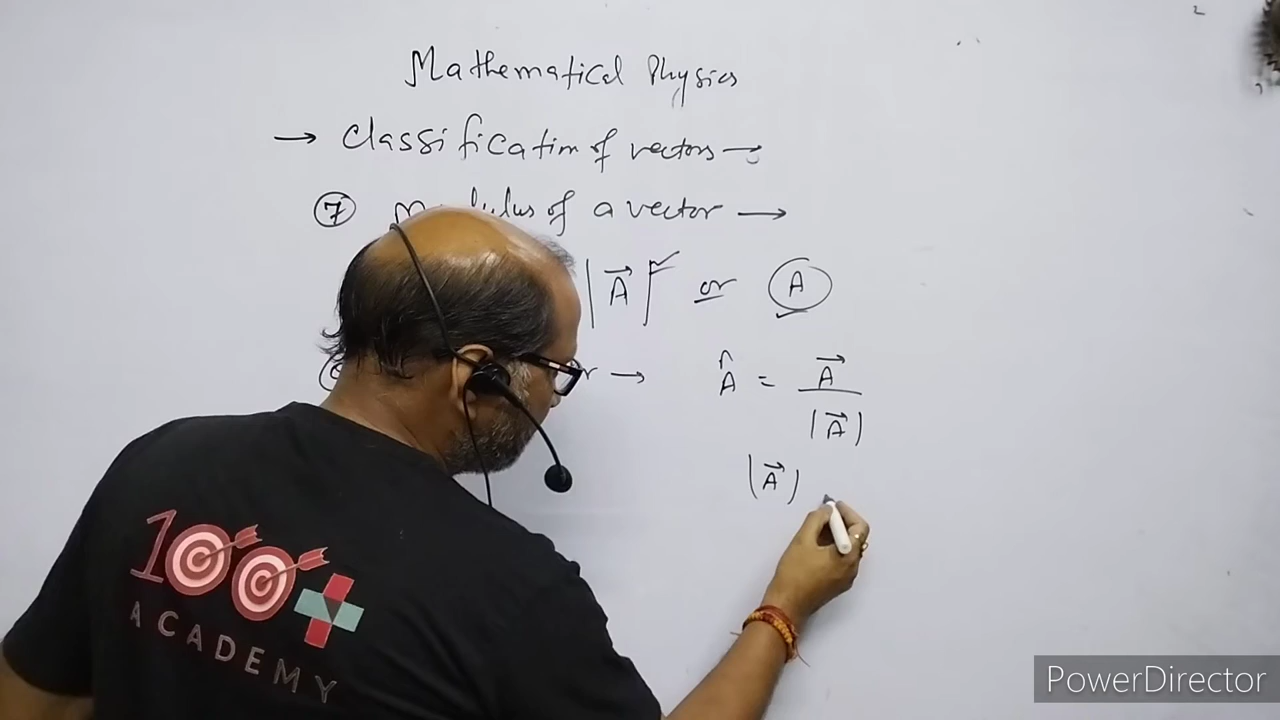 Mathematical Physics
→ Classification of vectors →
⑦ Modulus of a vector →
|A⃗| or A
r → Â = A⃗ / |A⃗|
|A⃗|
100+
ACADEMY
PowerDirector